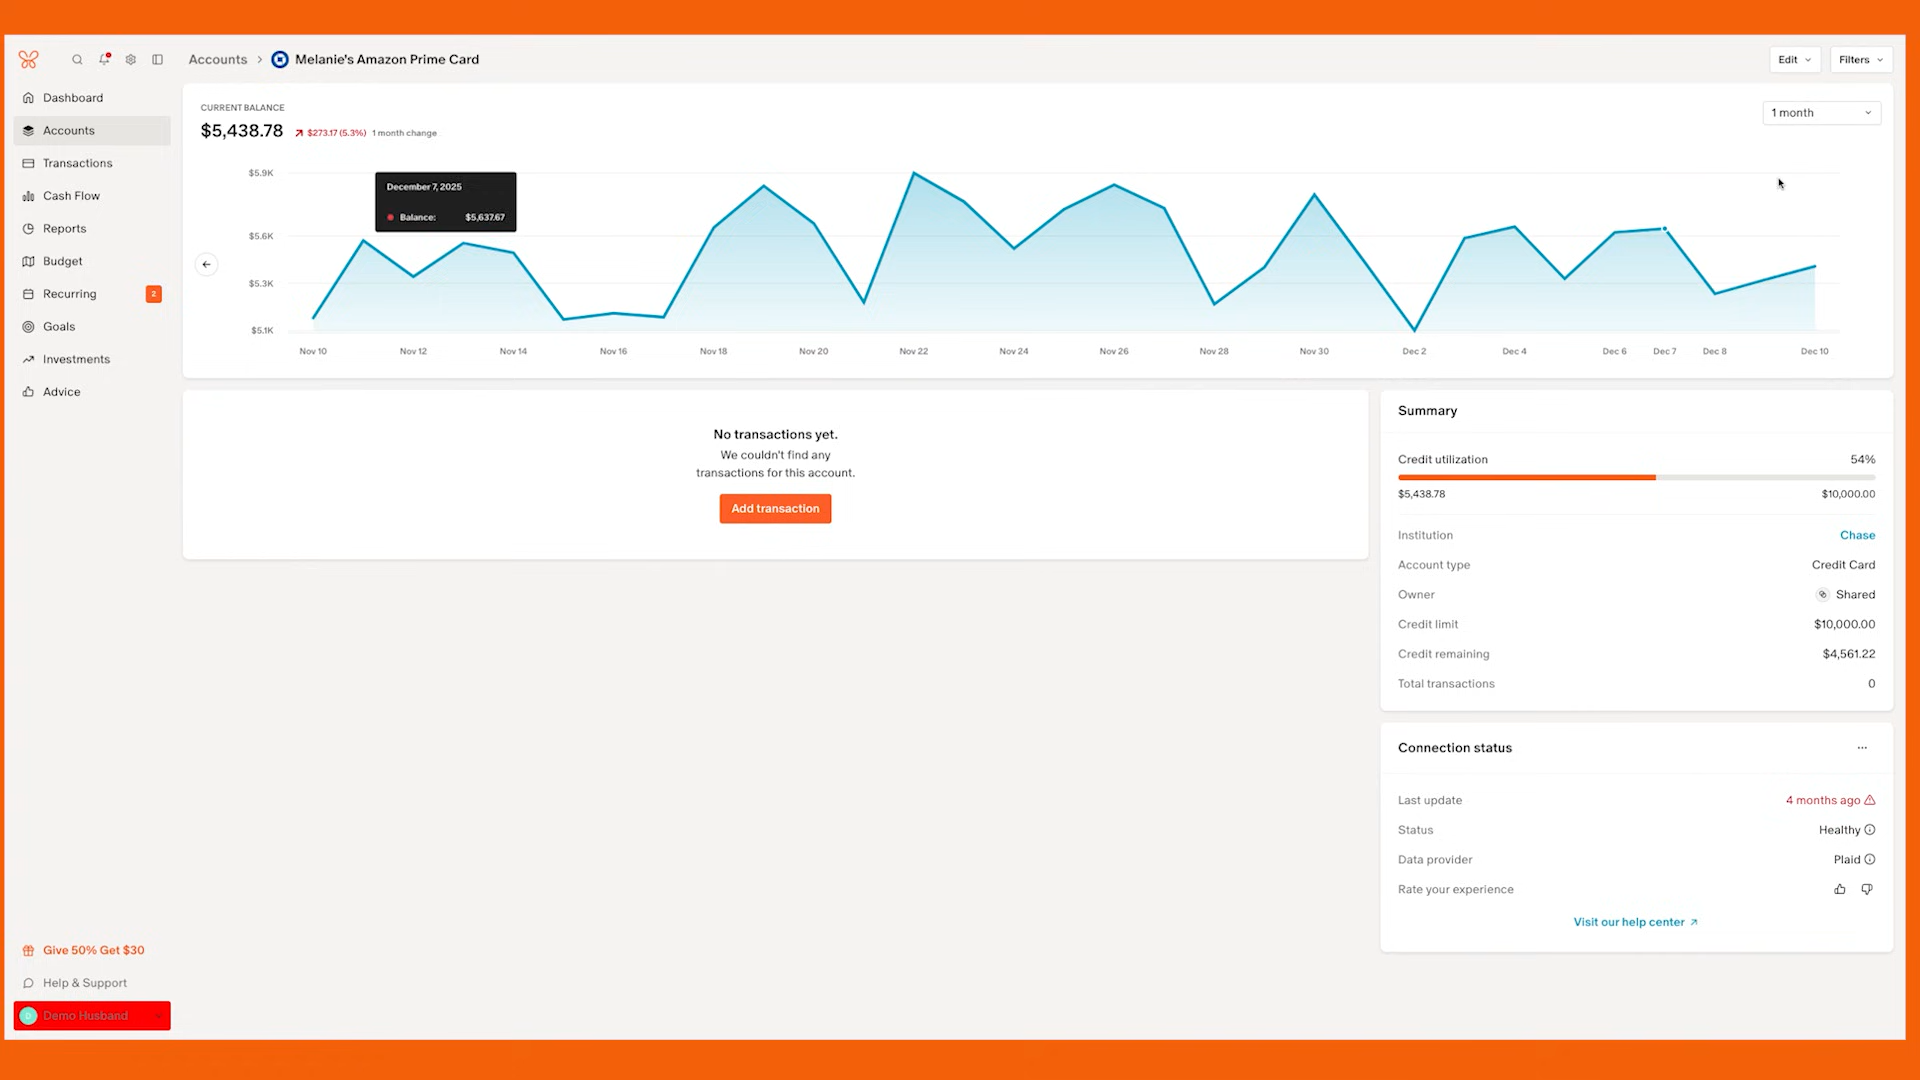 Accounts
Melanie's Amazon Prime Card
Edit
Filters
Dashboard
Accounts
Transactions
Cash Flow
Reports
Budget
Recurring
2
Goals
Investments
Advice
Give 50% Get $30
Help & Support
D
Demo Husband
CURRENT BALANCE
$5,438.78
$273.17 (5.3%)
1 month change
1 month
$5.9K
$5.6K
$5.3K
$5.1K
December 7, 2025
Balance: $5,637.67
Nov 10
Nov 12
Nov 14
Nov 16
Nov 18
Nov 20
Nov 22
Nov 24
Nov 26
Nov 28
Nov 30
Dec 2
Dec 4
Dec 6
Dec 7
Dec 8
Dec 10
No transactions yet.
We couldn't find any
transactions for this account.
Add transaction
Summary
Credit utilization 54%
$5,438.78 $10,000.00
Institution Chase
Account type Credit Card
Owner Shared
Credit limit $10,000.00
Credit remaining $4,561.22
Total transactions 0
Connection status
Last update 4 months ago
Status Healthy
Data provider Plaid
Rate your experience
Visit our help center